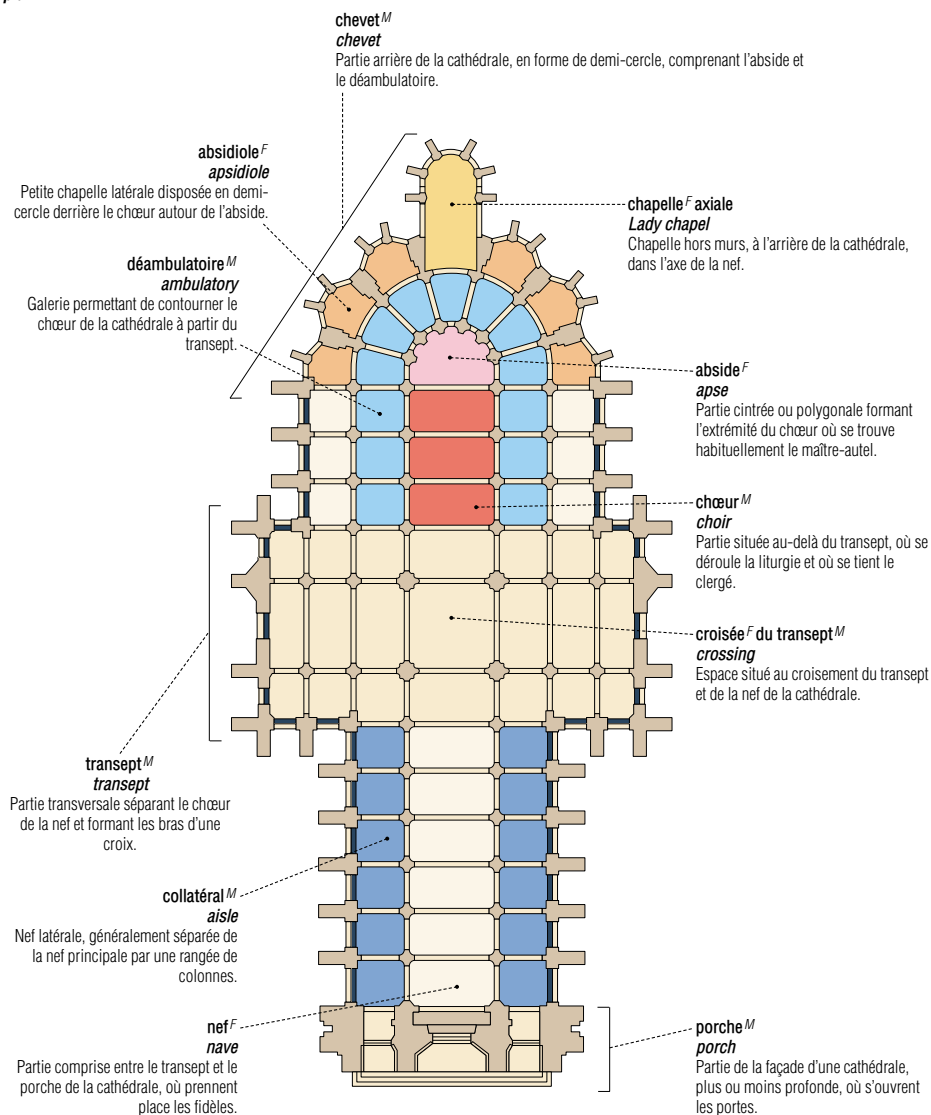 chevet M
chevet
Partie arrière de la cathédrale, en forme de demi-cercle, comprenant l’abside et
le déambulatoire.
absidiole F
apsidiole
Petite chapelle latérale disposée en demi-
cercle derrière le chœur autour de l’abside.
chapelle F axiale
Lady chapel
Chapelle hors murs, à l’arrière de la cathédrale,
dans l’axe de la nef.
déambulatoire M
ambulatory
Galerie permettant de contourner le
chœur de la cathédrale à partir du
transept.
abside F
apse
Partie cintrée ou polygonale formant
l’extrémité du chœur où se trouve
habituellement le maître-autel.
chœur M
choir
Partie située au-delà du transept, où se
déroule la liturgie et où se tient le
clergé.
croisée F du transept M
crossing
Espace situé au croisement du transept
et de la nef de la cathédrale.
transept M
transept
Partie transversale séparant le chœur
de la nef et formant les bras d’une
croix.
collatéral M
aisle
Nef latérale, généralement séparée de
la nef principale par une rangée de
colonnes.
nef F
nave
Partie comprise entre le transept et le
porche de la cathédrale, où prennent
place les fidèles.
porche M
porch
Partie de la façade d’une cathédrale,
plus ou moins profonde, où s’ouvrent
les portes.